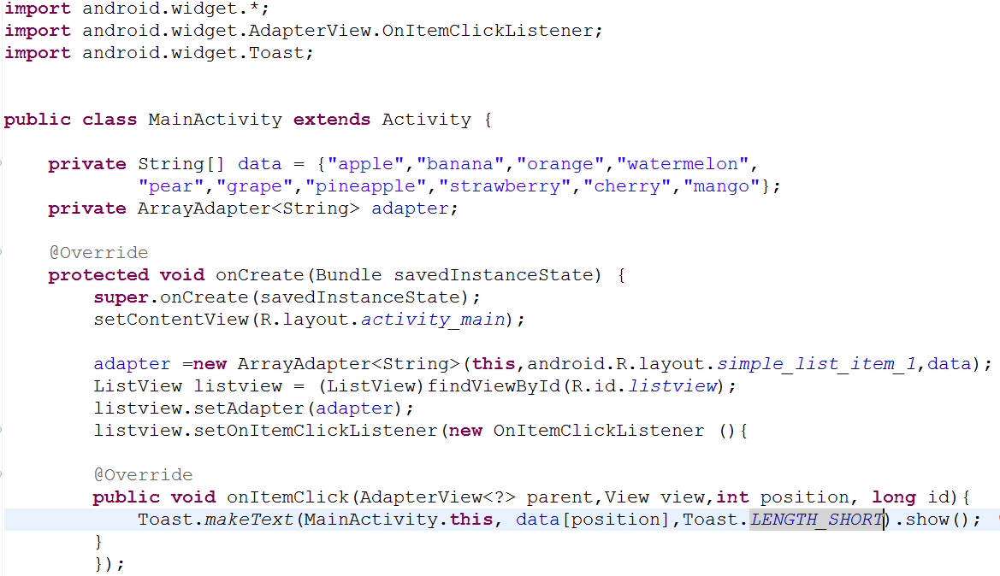 import android.widget.*;
import android.widget.AdapterView.OnItemClickListener;
import android.widget.Toast;
public class MainActivity extends Activity {
private String[] data = {"apple","banana","orange","watermelon",
"pear","grape","pineapple","strawberry","cherry","mango"};
private ArrayAdapter<String> adapter;
@Override
protected void onCreate(Bundle savedInstanceState) {
super.onCreate(savedInstanceState);
setContentView(R.layout.activity_main);
adapter =new ArrayAdapter<String>(this,android.R.layout.simple_list_item_1,data);
ListView listview = (ListView)findViewById(R.id.listview);
listview.setAdapter(adapter);
listview.setOnItemClickListener(new OnItemClickListener (){
@Override
public void onItemClick(AdapterView<?> parent,View view,int position, long id){
Toast.makeText(MainActivity.this, data[position],Toast.LENGTH_SHORT).show();
}
});